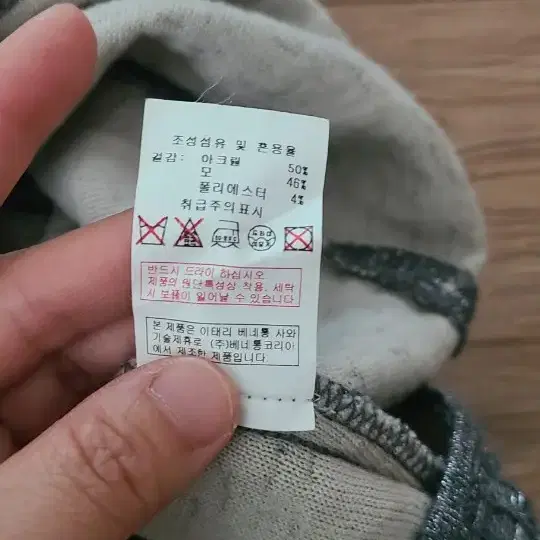 조성섬유 및 혼용율
겉감: 아크릴 50%
모 46%
폴리에스터 4%
취급주의표시
드라이
반드시 드라이 하십시오
제품의 원단특성상 착용, 세탁
시 보풀이 일어날 수 있습니다
본 제품은 이태리 베네통 사와
기술제휴로 (주)베네통코리아
에서 제조한 제품입니다.